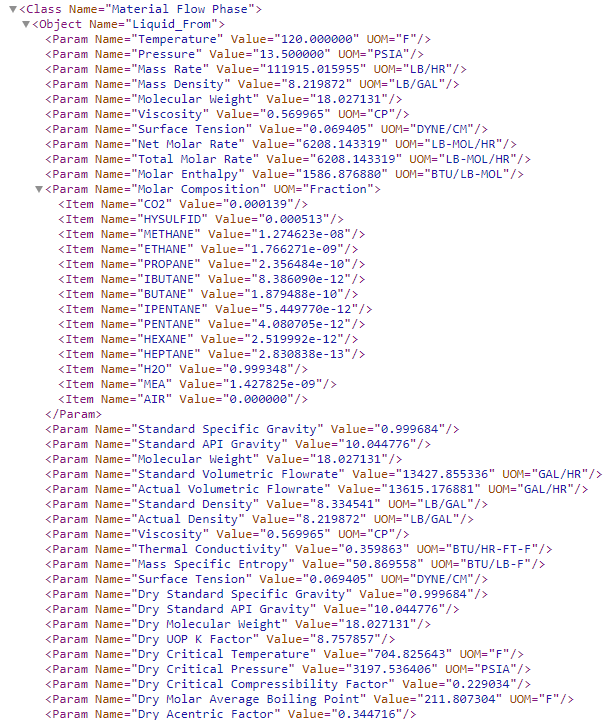 <Class Name="Material Flow Phase">
<Object Name="Liquid_From">
<Param Name="Temperature" Value="120.000000" UOM="F"/>
<Param Name="Pressure" Value="13.500000" UOM="PSIA"/>
<Param Name="Mass Rate" Value="111915.015955" UOM="LB/HR"/>
<Param Name="Mass Density" Value="8.219872" UOM="LB/GAL"/>
<Param Name="Molecular Weight" Value="18.027131"/>
<Param Name="Viscosity" Value="0.569965" UOM="CP"/>
<Param Name="Surface Tension" Value="0.069405" UOM="DYNE/CM"/>
<Param Name="Net Molar Rate" Value="6208.143319" UOM="LB-MOL/HR"/>
<Param Name="Total Molar Rate" Value="6208.143319" UOM="LB-MOL/HR"/>
<Param Name="Molar Enthalpy" Value="1586.876880" UOM="BTU/LB-MOL"/>
<Param Name="Molar Composition" UOM="Fraction">
<Item Name="CO2" Value="0.000139"/>
<Item Name="HYSULFID" Value="0.000513"/>
<Item Name="METHANE" Value="1.274623e-08"/>
<Item Name="ETHANE" Value="1.766271e-09"/>
<Item Name="PROPANE" Value="2.356484e-10"/>
<Item Name="IBUTANE" Value="8.386090e-12"/>
<Item Name="BUTANE" Value="1.879488e-10"/>
<Item Name="IPENTANE" Value="5.449770e-12"/>
<Item Name="PENTANE" Value="4.080705e-12"/>
<Item Name="HEXANE" Value="2.519992e-12"/>
<Item Name="HEPTANE" Value="2.830838e-13"/>
<Item Name="H2O" Value="0.999348"/>
<Item Name="MEA" Value="1.427825e-09"/>
<Item Name="AIR" Value="0.000000"/>
</Param>
<Param Name="Standard Specific Gravity" Value="0.999684"/>
<Param Name="Standard API Gravity" Value="10.044776"/>
<Param Name="Molecular Weight" Value="18.027131"/>
<Param Name="Standard Volumetric Flowrate" Value="13427.855336" UOM="GAL/HR"/>
<Param Name="Actual Volumetric Flowrate" Value="13615.176881" UOM="GAL/HR"/>
<Param Name="Standard Density" Value="8.334541" UOM="LB/GAL"/>
<Param Name="Actual Density" Value="8.219872" UOM="LB/GAL"/>
<Param Name="Viscosity" Value="0.569965" UOM="CP"/>
<Param Name="Thermal Conductivity" Value="0.359863" UOM="BTU/HR-FT-F"/>
<Param Name="Mass Specific Entropy" Value="50.869558" UOM="BTU/LB-F"/>
<Param Name="Surface Tension" Value="0.069405" UOM="DYNE/CM"/>
<Param Name="Dry Standard Specific Gravity" Value="0.999684"/>
<Param Name="Dry Standard API Gravity" Value="10.044776"/>
<Param Name="Dry Molecular Weight" Value="18.027131"/>
<Param Name="Dry UOP K Factor" Value="8.757857"/>
<Param Name="Dry Critical Temperature" Value="704.825643" UOM="F"/>
<Param Name="Dry Critical Pressure" Value="3197.536406" UOM="PSIA"/>
<Param Name="Dry Critical Compressibility Factor" Value="0.229034"/>
<Param Name="Dry Molar Average Boiling Point" Value="211.807304" UOM="F"/>
<Param Name="Dry Acentric Factor" Value="0.344716"/>